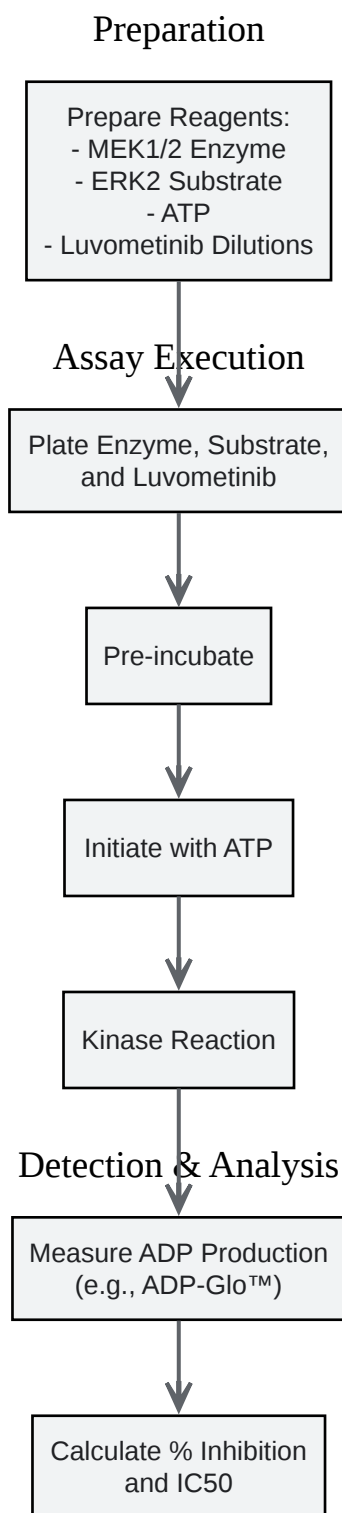 Preparation
Prepare Reagents:
- MEK1/2 Enzyme
- ERK2 Substrate
- ATP
- Luvometinib Dilutions
Assay Execution
Plate Enzyme, Substrate,
and Luvometinib
Pre-incubate
Initiate with ATP
Kinase Reaction
Detection & Analysis
Measure ADP Production
(e.g., ADP-Glo™)
Calculate % Inhibition
and IC50